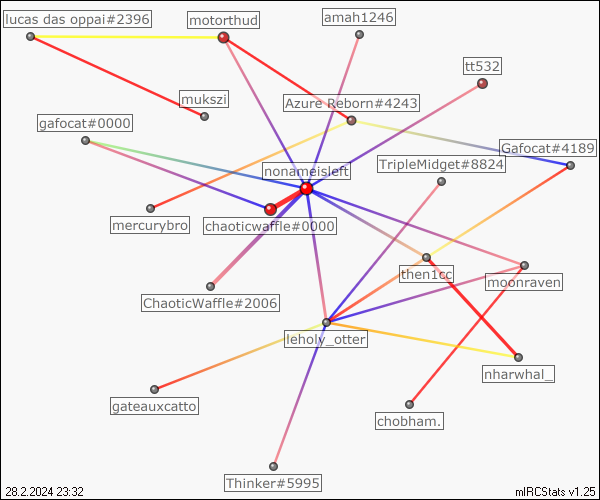 lucas das oppai#2396
motorthud
amah1246
tt532
mukszi
Azure Reborn#4243
gafocat#0000
Gafocat#4189
nonameisleft
TripleMidget#8824
mercurybro
chaoticwaffle#0000
then1cc
moonraven
ChaoticWaffle#2006
leholy_otter
nharwhal_
gateauxcatto
chobham.
Thinker#5995
28.2.2024 23:32
mIRCStats v1.25